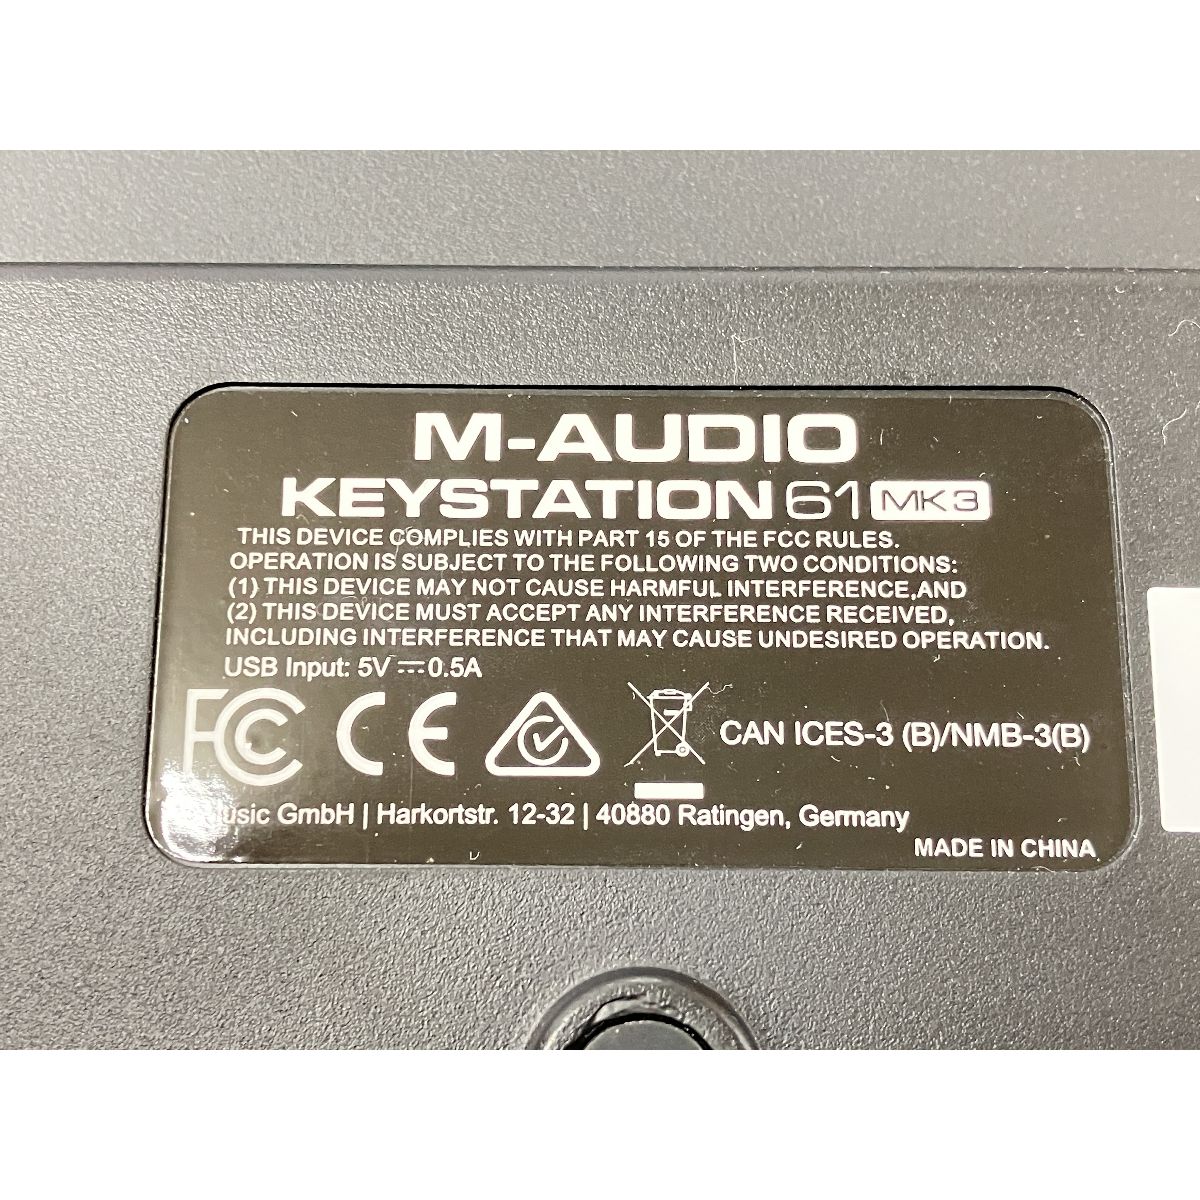 M-AUDIO
KEYSTATION 61 MK3
THIS DEVICE COMPLIES WITH PART 15 OF THE FCC RULES.
OPERATION IS SUBJECT TO THE FOLLOWING TWO CONDITIONS:
(1) THIS DEVICE MAY NOT CAUSE HARMFUL INTERFERENCE,AND
(2) THIS DEVICE MUST ACCEPT ANY INTERFERENCE RECEIVED,
INCLUDING INTERFERENCE THAT MAY CAUSE UNDESIRED OPERATION.
USB Input: 5V ⎓ 0.5A
FC CE CAN ICES-3 (B)/NMB-3(B)
GmbH | Harkortstr. 12-32 | 40880 Ratingen, Germany
MADE IN CHINA